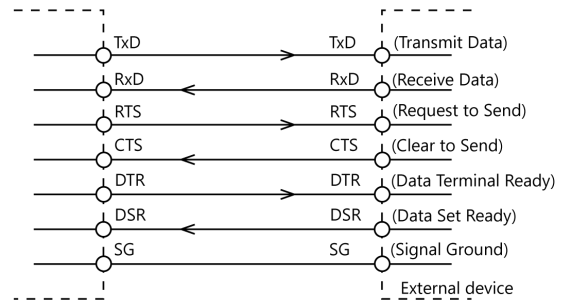 TxD TxD (Transmit Data)
RxD RxD (Receive Data)
RTS RTS (Request to Send)
CTS CTS (Clear to Send)
DTR DTR (Data Terminal Ready)
DSR DSR (Data Set Ready)
SG SG (Signal Ground)
External device